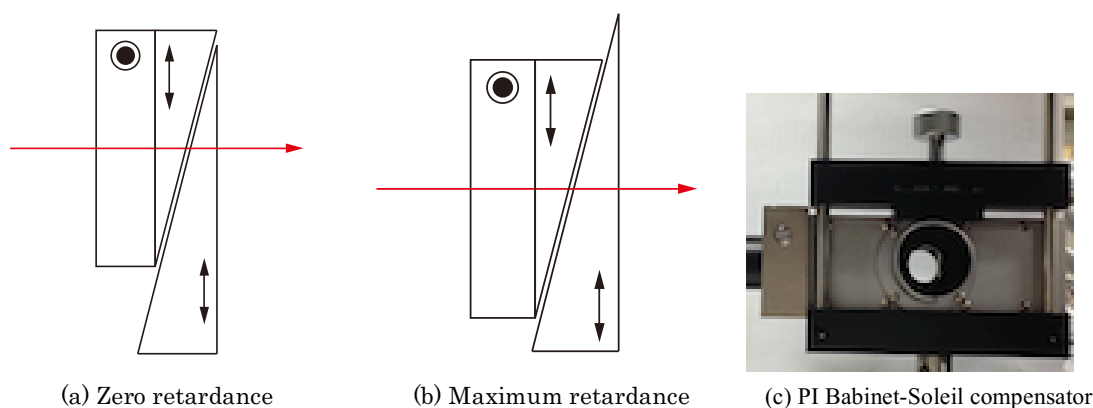 (a) Zero retardance
(b) Maximum retardance
(c) PI Babinet-Soleil compensator